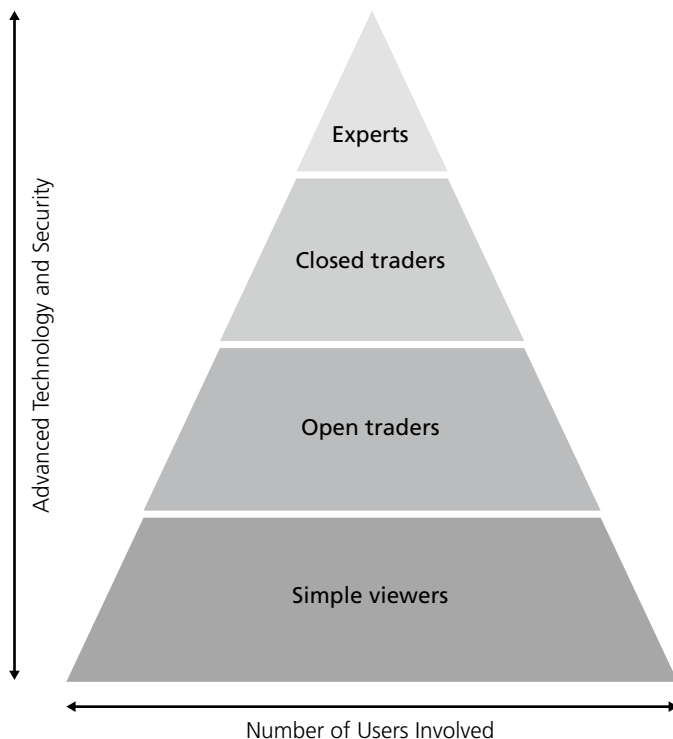 Experts
Closed traders
Open traders
Simple viewers
Advanced Technology and Security
Number of Users Involved